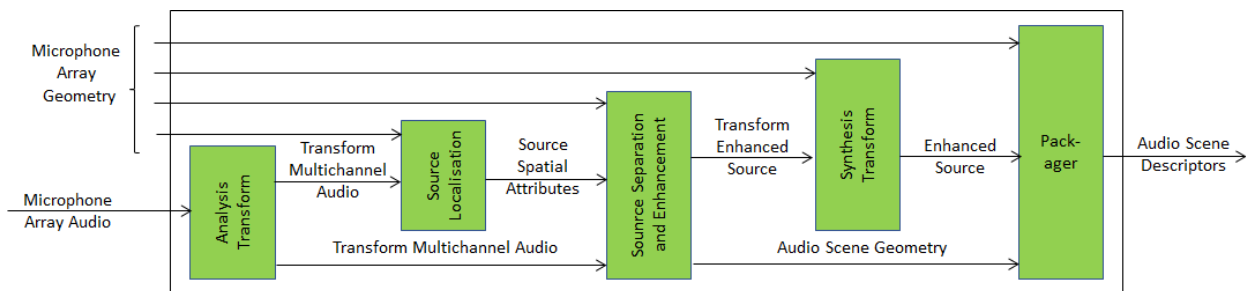 Microphone
Array
Geometry
Microphone
Array Audio
Analysis
Transform
Transform
Multichannel
Audio
Source
Localisation
Source
Spatial
Attributes
Transform Multichannel Audio
Sounrce Separation
and Enhancement
Transform
Enhanced
Source
Synthesis
Transform
Enhanced
Source
Audio Scene Geometry
Pack-
ager
Audio Scene
Descriptors